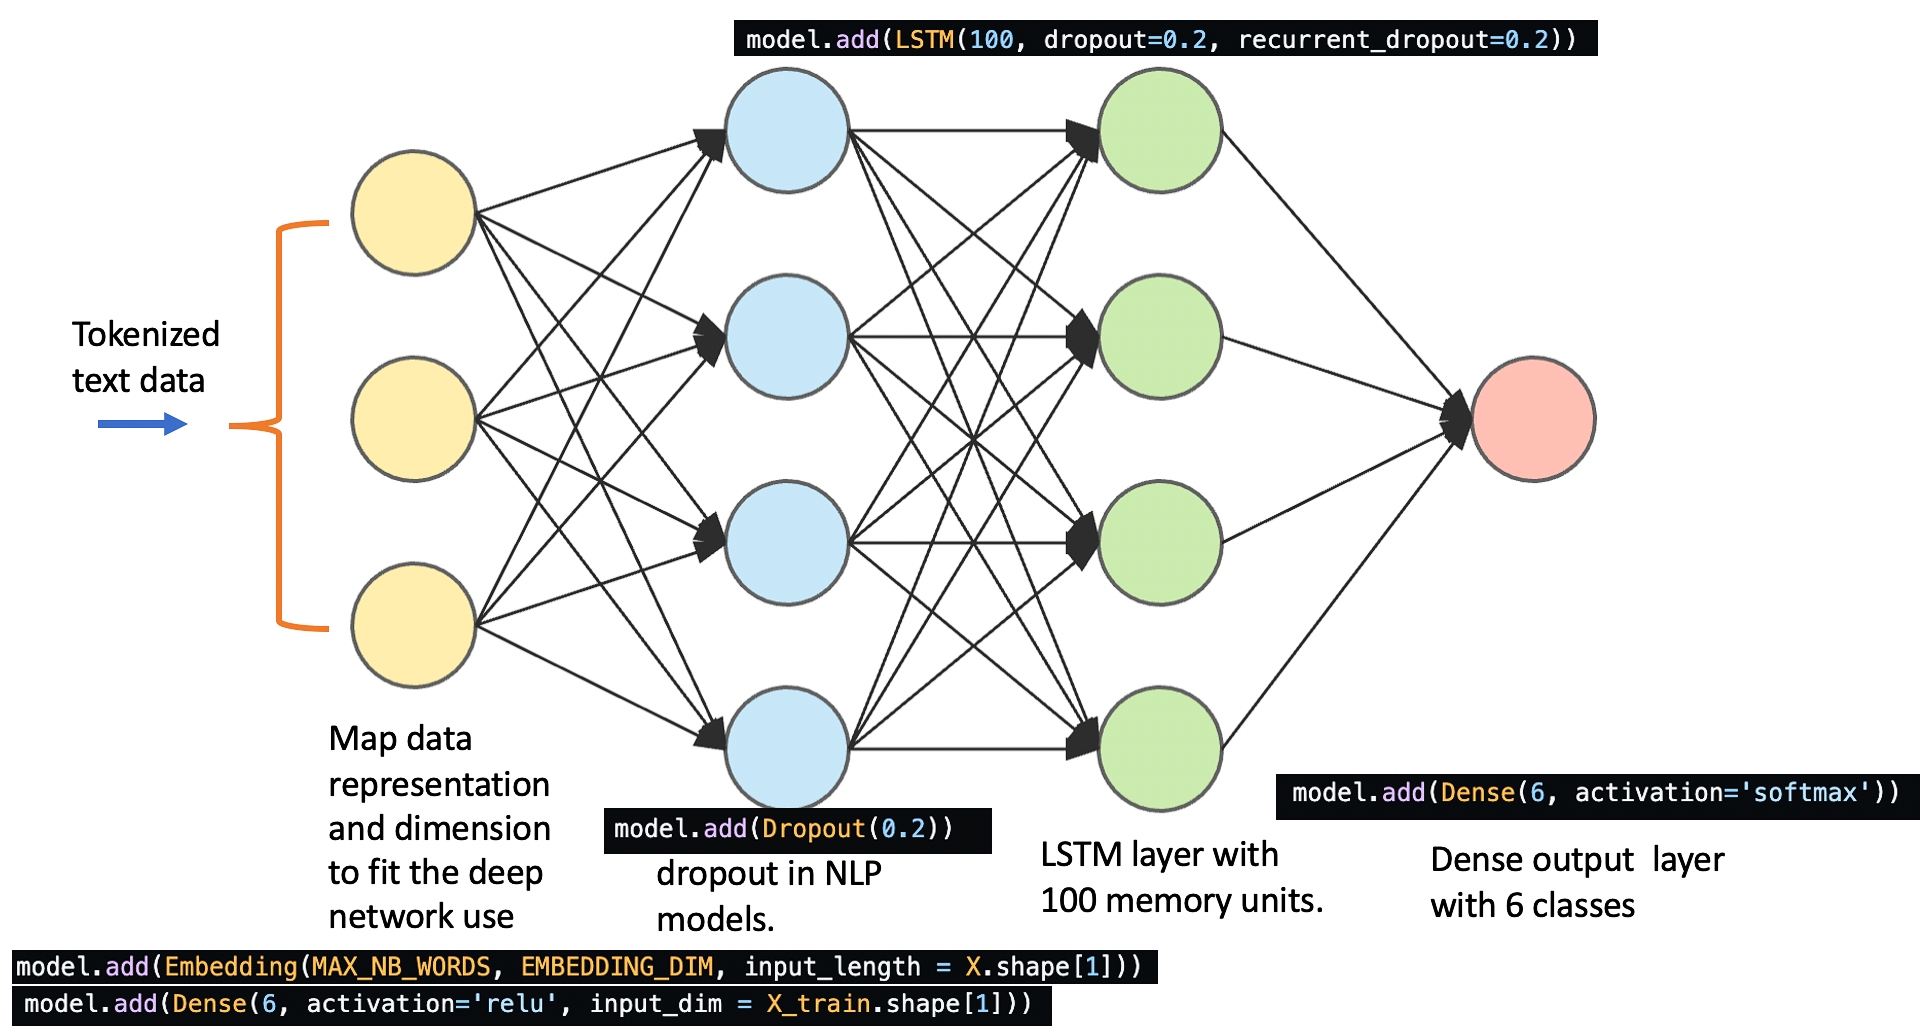 model.add(LSTM(100, dropout=0.2, recurrent_dropout=0.2))
Tokenized
text data
Map data
representation
and dimension
to fit the deep
network use
model.add(Dropout(0.2))
dropout in NLP
models.
LSTM layer with
100 memory units.
model.add(Dense(6, activation='softmax'))
Dense output  layer
with 6 classes
model.add(Embedding(MAX_NB_WORDS, EMBEDDING_DIM, input_length = X.shape[1]))
model.add(Dense(6, activation='relu', input_dim = X_train.shape[1]))